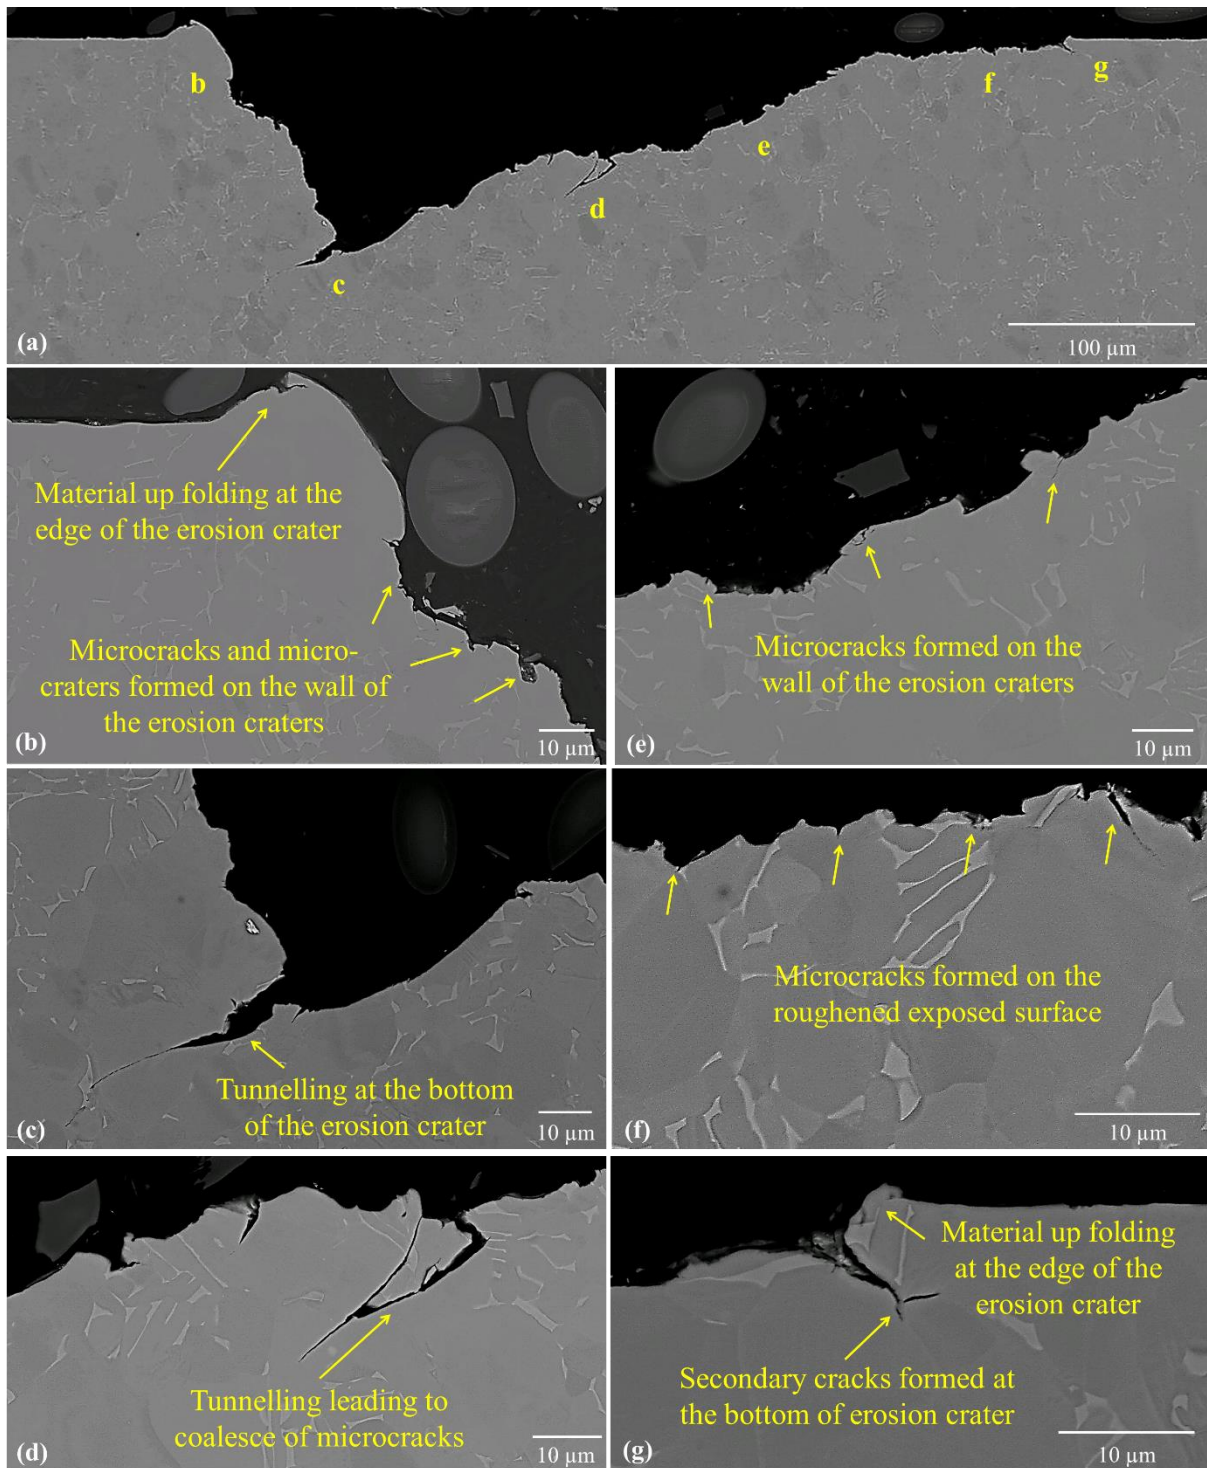 b
c
d
e
f
g
(a)
100 µm
Material up folding at the
edge of the erosion crater
Microcracks and micro-
craters formed on the wall of
the erosion craters
(b)
10 µm
Microcracks formed on the
wall of the erosion craters
(e)
10 µm
Tunnelling at the bottom
of the erosion crater
(c)
10 µm
Microcracks formed on the
roughened exposed surface
(f)
10 µm
Tunnelling leading to
coalesce of microcracks
(d)
10 µm
Material up folding
at the edge of the
erosion crater
Secondary cracks formed at
the bottom of erosion crater
(g)
10 µm